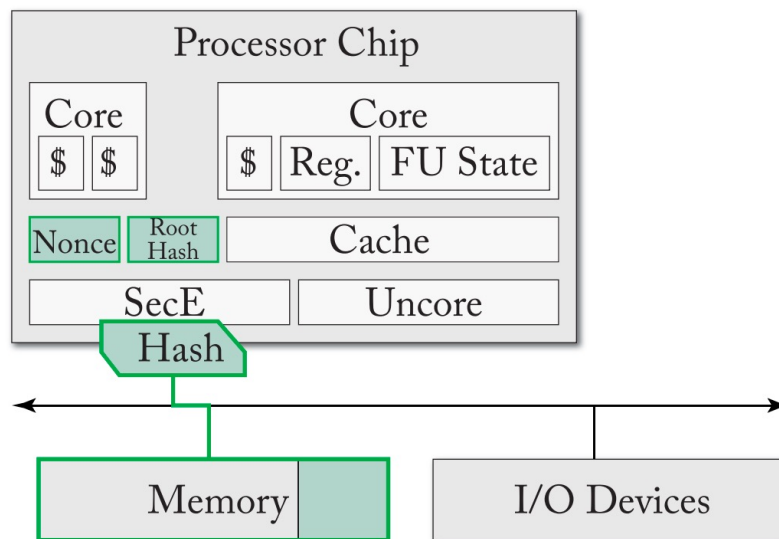 Processor Chip
Core
Core
$ $
$ Reg. FU State
Nonce
Root
Hash
Cache
SecE
Uncore
Hash
Memory
I/O Devices